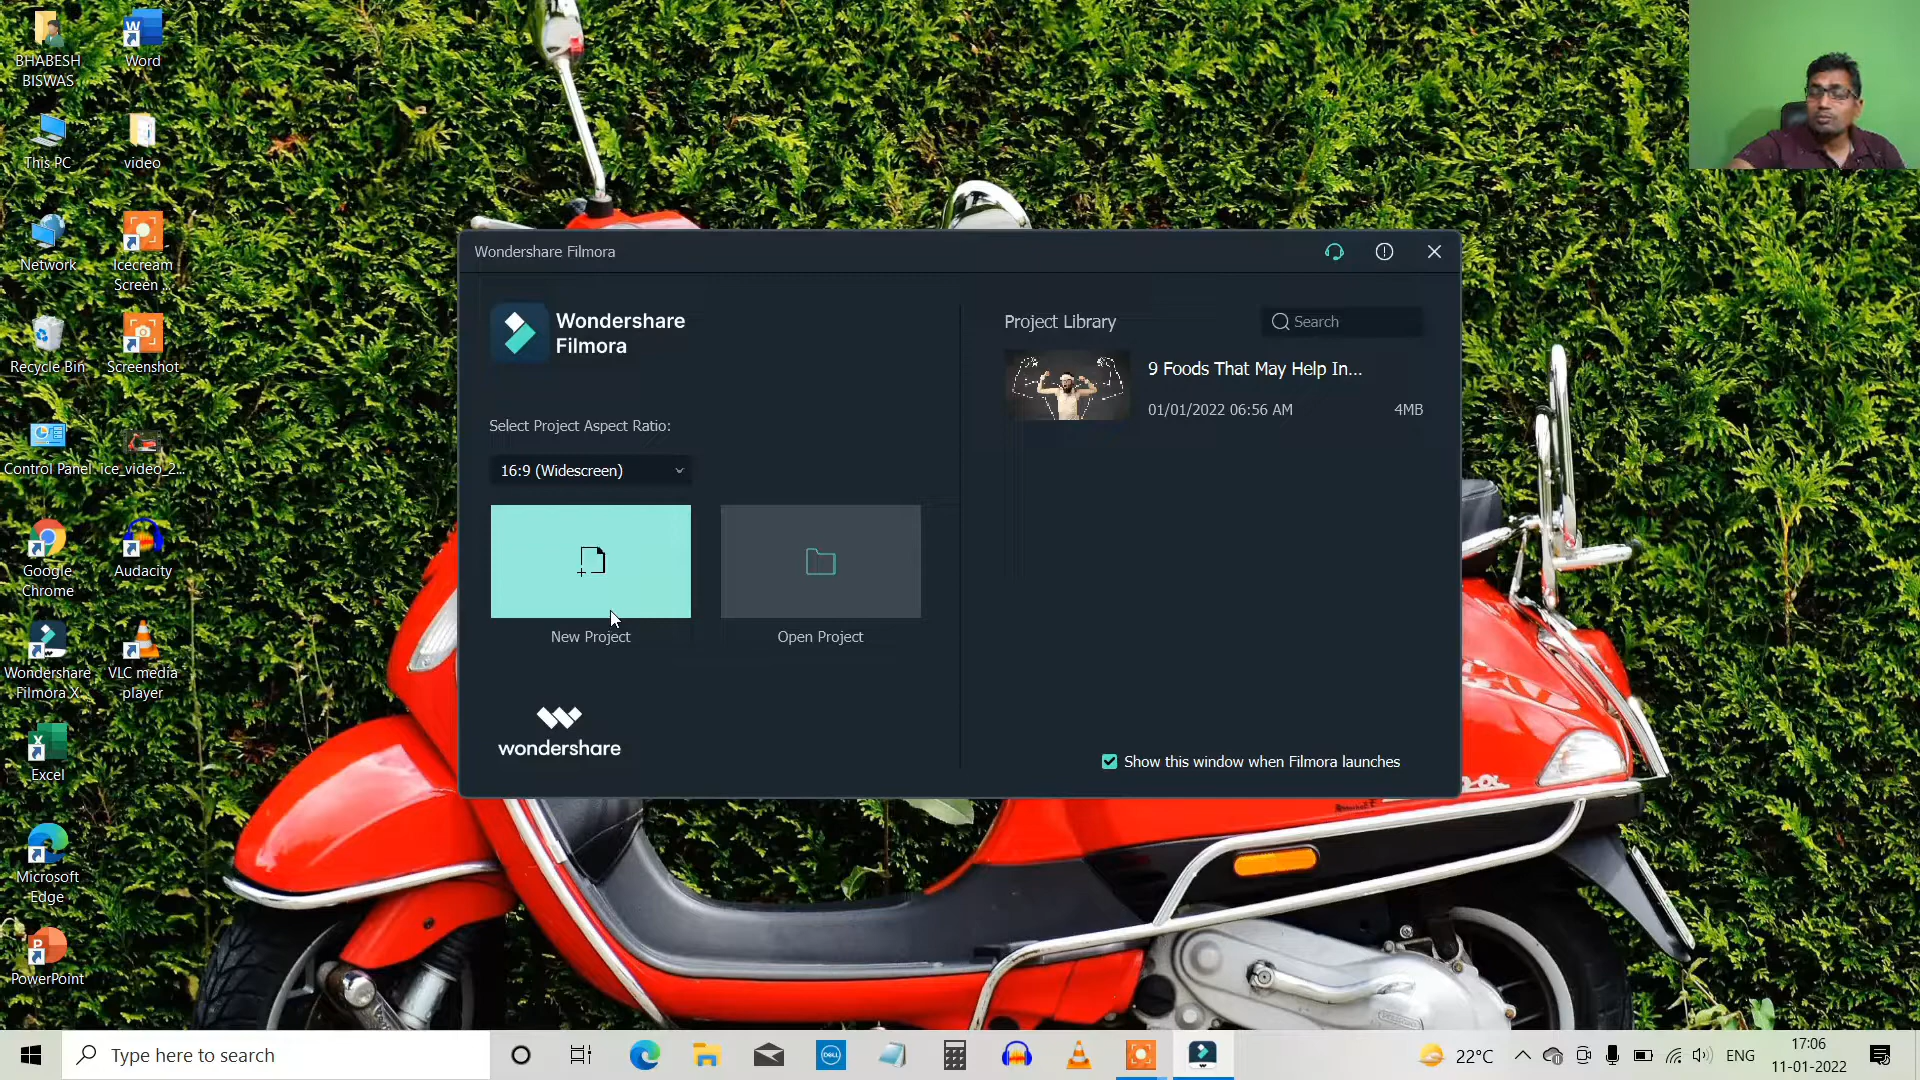 BHABESH
BISWAS
Word
This PC
video
Network
Icecream
Screen ...
Recycle Bin
Screenshot
Control Panel
ice_video_2...
Google
Chrome
Audacity
Wondershare
Filmora X
VLC media
player
Excel
Microsoft
Edge
PowerPoint
Wondershare Filmora
Wondershare
Filmora
Select Project Aspect Ratio:
16:9 (Widescreen)
New Project
Open Project
wondershare
Project Library
Search
9 Foods That May Help In...
01/01/2022 06:56 AM
4MB
Show this window when Filmora launches
Type here to search
DELL
22°C
ENG
17:06
11-01-2022